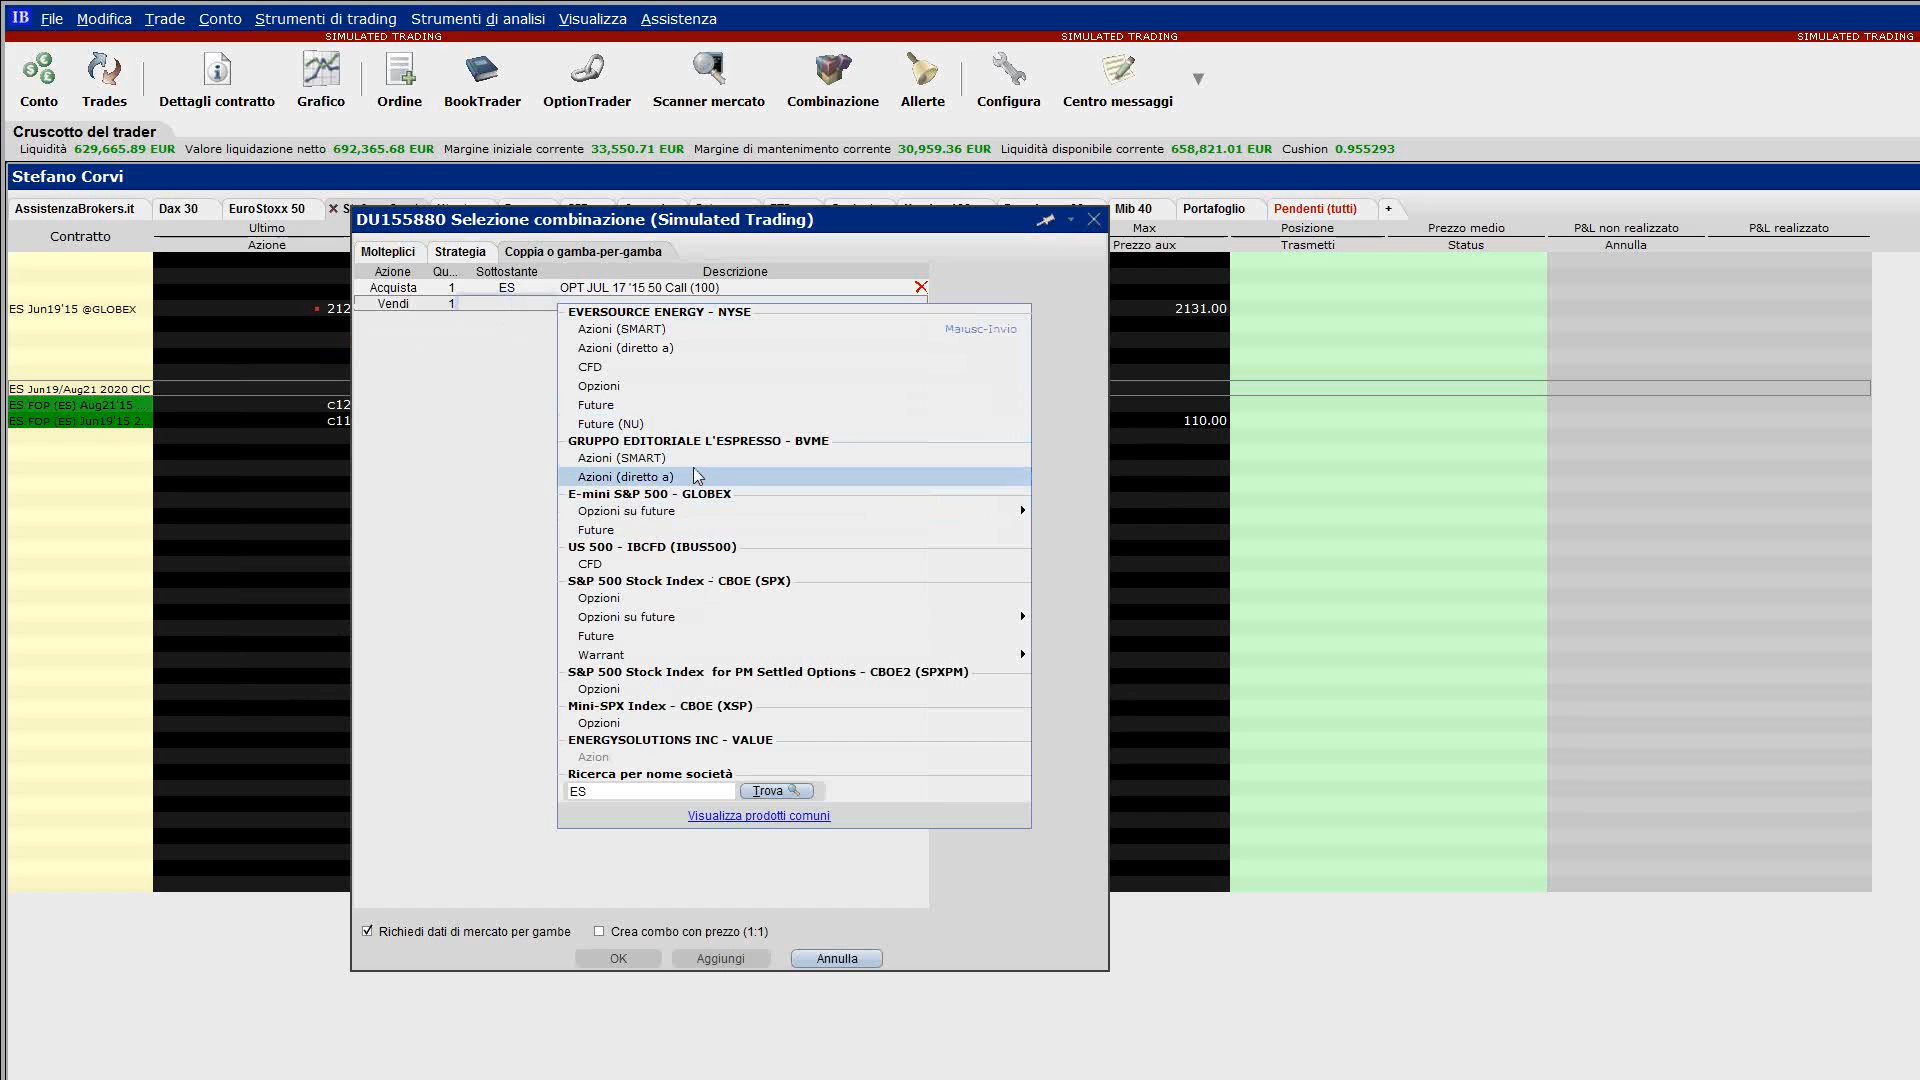 IB File Modifica Trade Conto Strumenti di trading Strumenti di analisi Visualizza Assistenza
SIMULATED TRADING SIMULATED TRADING SIMULATED TRADING
Conto Trades Dettagli contratto Grafico Ordine BookTrader OptionTrader Scanner mercato Combinazione Allerte Configura Centro messaggi
Cruscotto del trader
Liquidità 629,665.89 EUR Valore liquidazione netto 692,365.68 EUR Margine iniziale corrente 33,550.71 EUR Margine di mantenimento corrente 30,959.36 EUR Liquidità disponibile corrente 658,821.01 EUR Cushion 0.955293
Stefano Corvi
AssistenzaBrokers.it Dax 30 EuroStoxx 50 Mib 40 Portafoglio Pendenti (tutti) +
Contratto Ultimo Max Posizione Prezzo medio P&L non realizzato P&L realizzato
Azione Prezzo aux Trasmetti Status Annulla
ES Jun19'15 @GLOBEX 212 2131.00
ES Jun19/Aug21 2020 ClC
ES FOP (ES) Aug21'15 ... c12
ES FOP (ES) Jun19'15 2... c11 110.00
DU155880 Selezione combinazione (Simulated Trading)
Molteplici Strategia Coppia o gamba-per-gamba
Azione Qu... Sottostante Descrizione
Acquista 1 ES OPT JUL 17 '15 50 Call (100)
Vendi 1
EVERSOURCE ENERGY - NYSE
Azioni (SMART) Maiusc-Invio
Azioni (diretto a)
CFD
Opzioni
Future
Future (NU)
GRUPPO EDITORIALE L'ESPRESSO - BVME
Azioni (SMART)
Azioni (diretto a)
E-mini S&P 500 - GLOBEX
Opzioni su future
Future
US 500 - IBCFD (IBUS500)
CFD
S&P 500 Stock Index - CBOE (SPX)
Opzioni
Opzioni su future
Future
Warrant
S&P 500 Stock Index for PM Settled Options - CBOE2 (SPXPM)
Opzioni
Mini-SPX Index - CBOE (XSP)
Opzioni
ENERGYSOLUTIONS INC - VALUE
Azion
Ricerca per nome società
ES Trova
Visualizza prodotti comuni
Richiedi dati di mercato per gambe Crea combo con prezzo (1:1)
OK Aggiungi Annulla